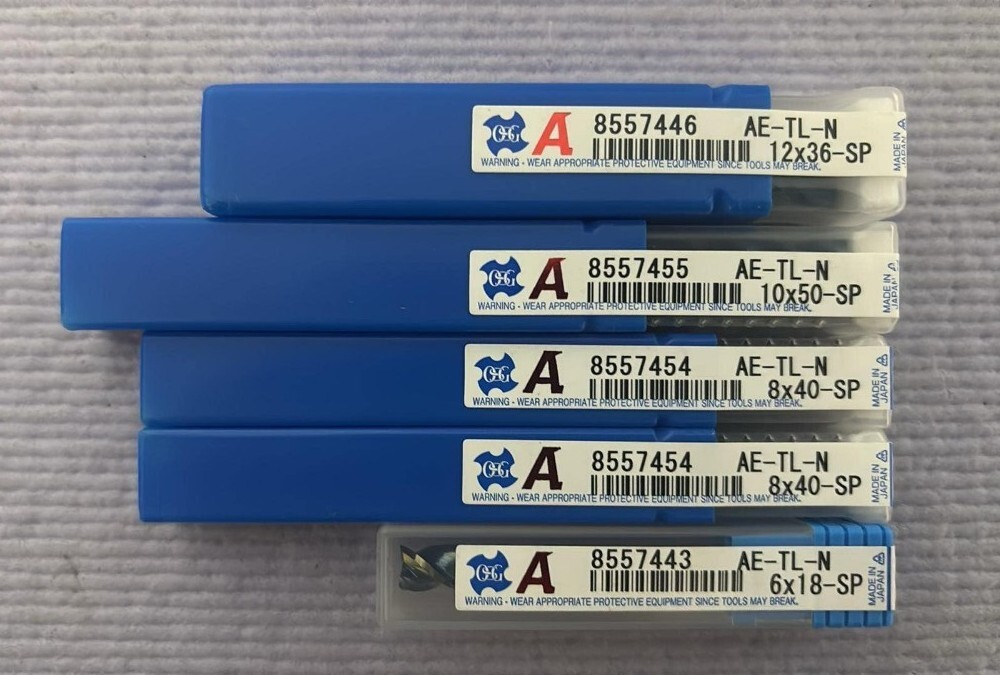 OSG A 8557446 AE-TL-N
12x36-SP
WARNING - WEAR APPROPRIATE PROTECTIVE EQUIPMENT SINCE TOOLS MAY BREAK.
MADE IN
JAPAN
OSG A 8557455 AE-TL-N
10x50-SP
WARNING - WEAR APPROPRIATE PROTECTIVE EQUIPMENT SINCE TOOLS MAY BREAK.
MADE IN
JAPAN
OSG A 8557454 AE-TL-N
8x40-SP
WARNING - WEAR APPROPRIATE PROTECTIVE EQUIPMENT SINCE TOOLS MAY BREAK.
MADE IN
JAPAN
OSG A 8557454 AE-TL-N
8x40-SP
WARNING - WEAR APPROPRIATE PROTECTIVE EQUIPMENT SINCE TOOLS MAY BREAK.
MADE IN
JAPAN
OSG A 8557443 AE-TL-N
6x18-SP
WARNING - WEAR APPROPRIATE PROTECTIVE EQUIPMENT SINCE TOOLS MAY BREAK.
MADE IN
JAPAN